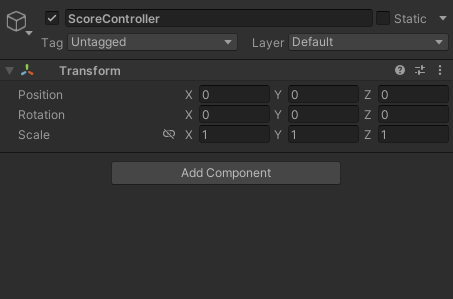 ScoreController Static
Tag Untagged Layer Default
Transform
Position X 0 Y 0 Z 0
Rotation X 0 Y 0 Z 0
Scale X 1 Y 1 Z 1
Add Component